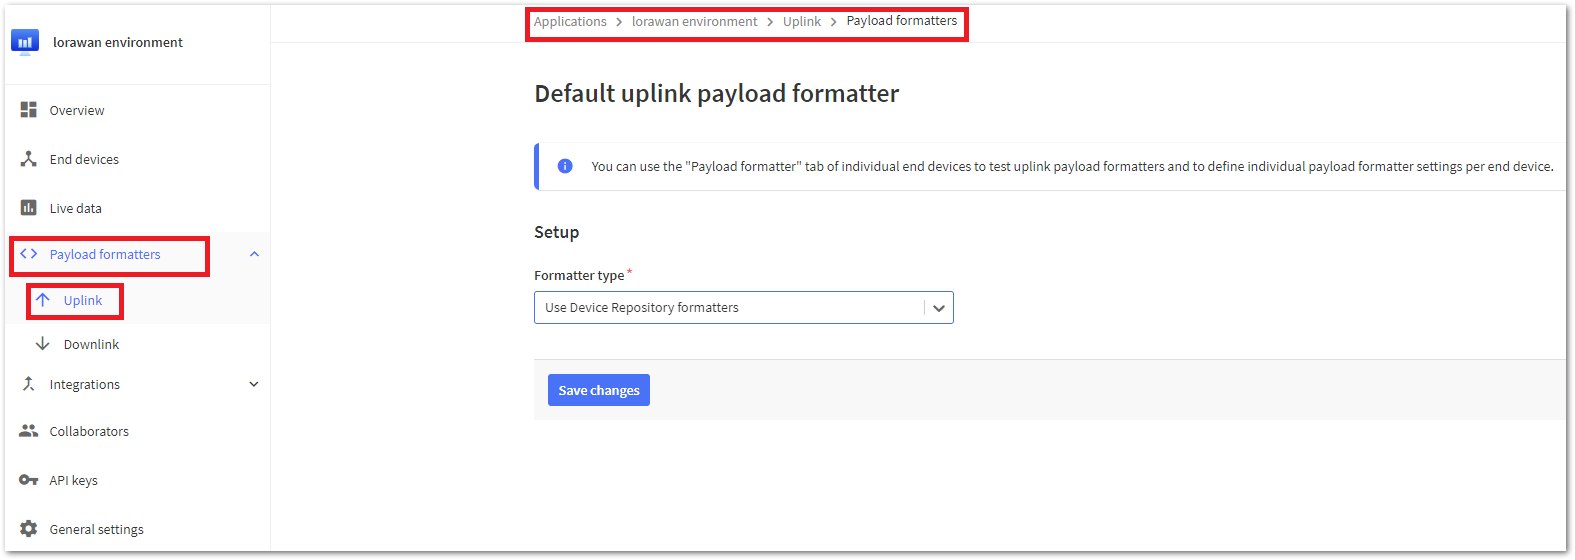 lorawan environment
Overview
End devices
Live data
Payload formatters
Uplink
Downlink
Integrations
Collaborators
API keys
General settings
Applications > lorawan environment > Uplink > Payload formatters
Default uplink payload formatter
You can use the "Payload formatter" tab of individual end devices to test uplink payload formatters and to define individual payload formatter settings per end device.
Setup
Formatter type*
Use Device Repository formatters
Save changes